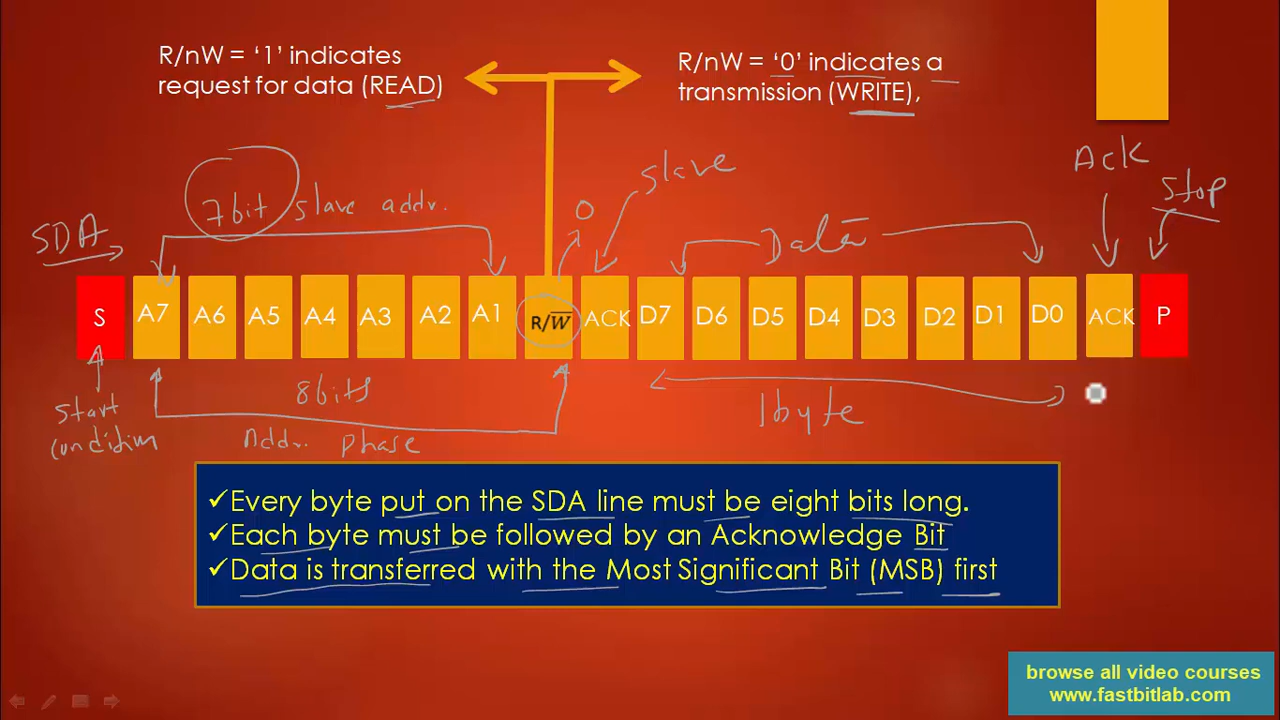 R/nW = ‘1’ indicates
request for data (READ)
R/nW = ‘0’ indicates a
transmission (WRITE),
Ack
slave
Stop
7bit slave addr.
0
SDA
Data
S A7 A6 A5 A4 A3 A2 A1 R/W̅ ACK D7 D6 D5 D4 D3 D2 D1 D0 ACK P
8bits
Start
condition
Addr. phase
1byte
✓Every byte put on the SDA line must be eight bits long.
✓Each byte must be followed by an Acknowledge Bit
✓Data is transferred with the Most Significant Bit (MSB) first
browse all video courses
www.fastbitlab.com